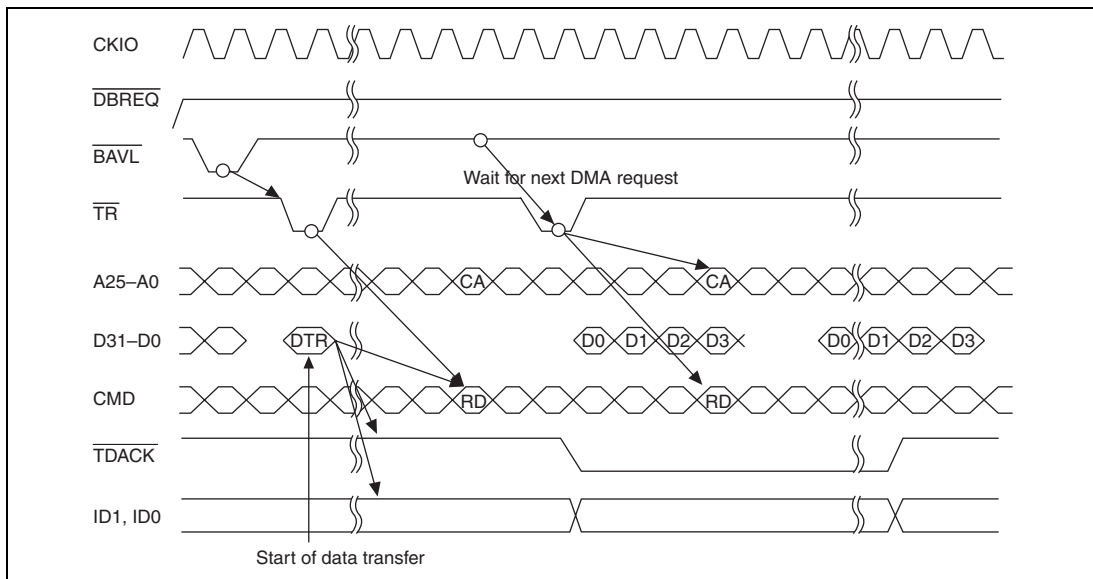 CKIO
DBREQ
BAVL
Wait for next DMA request
TR
A25–A0 CA CA
D31–D0 DTR D0 D1 D2 D3 D0 D1 D2 D3
CMD RD RD
TDACK
ID1, ID0
Start of data transfer